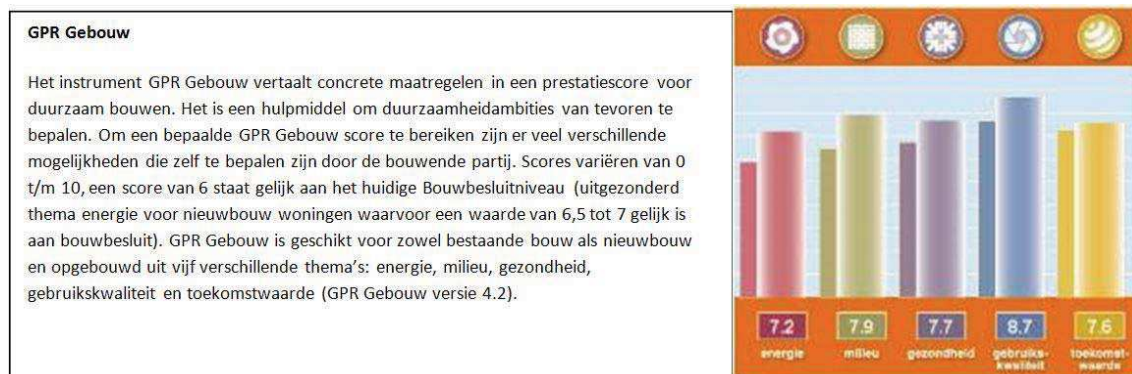 GPR Gebouw
Het instrument GPR Gebouw vertaalt concrete maatregelen in een prestatiescore voor
duurzaam bouwen. Het is een hulpmiddel om duurzaamheidambities van tevoren te
bepalen. Om een bepaalde GPR Gebouw score te bereiken zijn er veel verschillende
mogelijkheden die zelf te bepalen zijn door de bouwende partij. Scores variëren van 0
t/m 10, een score van 6 staat gelijk aan het huidige Bouwbesluitniveau (uitgezonderd
thema energie voor nieuwbouw woningen waarvoor een waarde van 6,5 tot 7 gelijk is
aan bouwbesluit). GPR Gebouw is geschikt voor zowel bestaande bouw als nieuwbouw
en opgebouwd uit vijf verschillende thema's: energie, milieu, gezondheid,
gebruikskwaliteit en toekomstwaarde (GPR Gebouw versie 4.2).
7.2 7.9 7.7 8.7 7.6
energie milieu gezondheid gebruiks- toekomst-
kwaliteit waarde